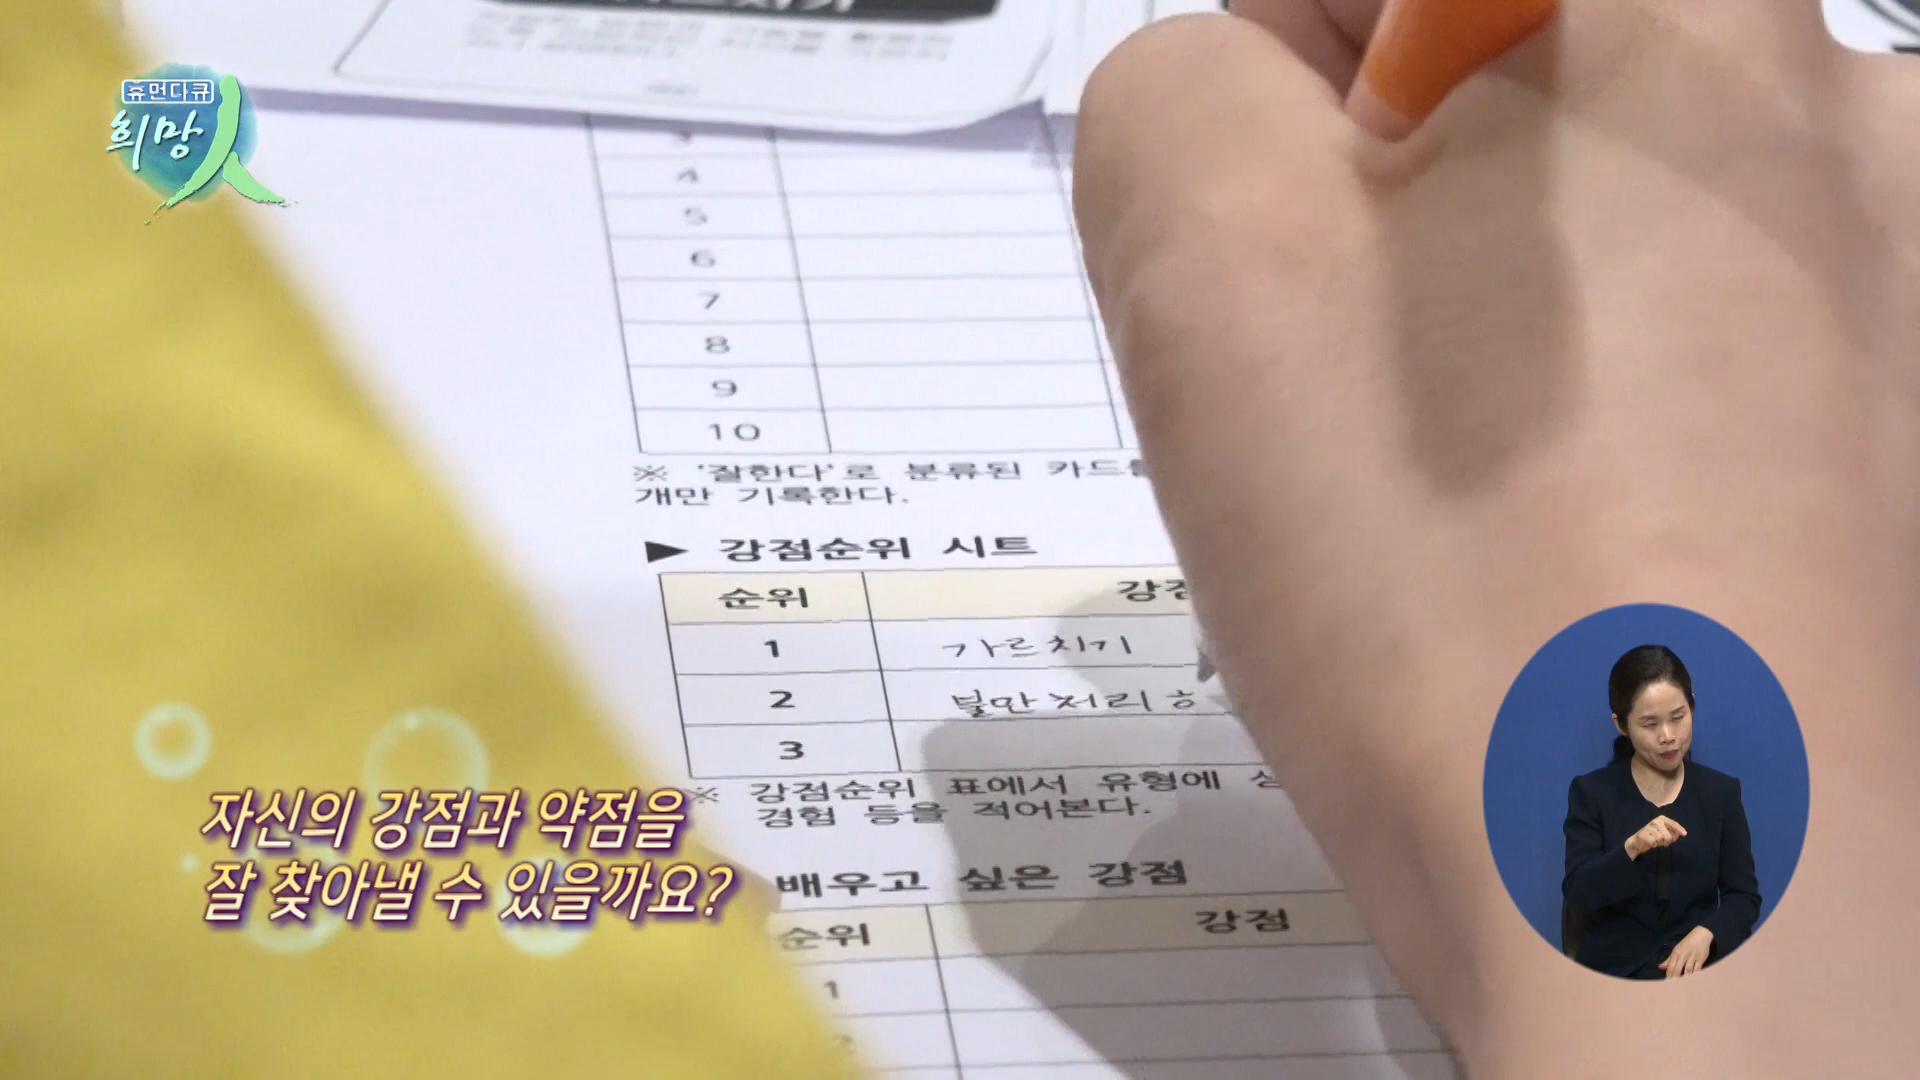 휴먼다큐
희망人
4
5
6
7
8
9
10
※ '잘한다'로 분류된 카드를
개만 기록한다.
▶ 강점순위 시트
순위
1 가르치기
2 불만처리 ㅎ
3
※ 강점순위 표에서 유형에
경험 등을 적어본다.
배우고 싶은 강점
순위 강점
1
2
자신의 강점과 약점을
잘 찾아낼 수 있을까요?